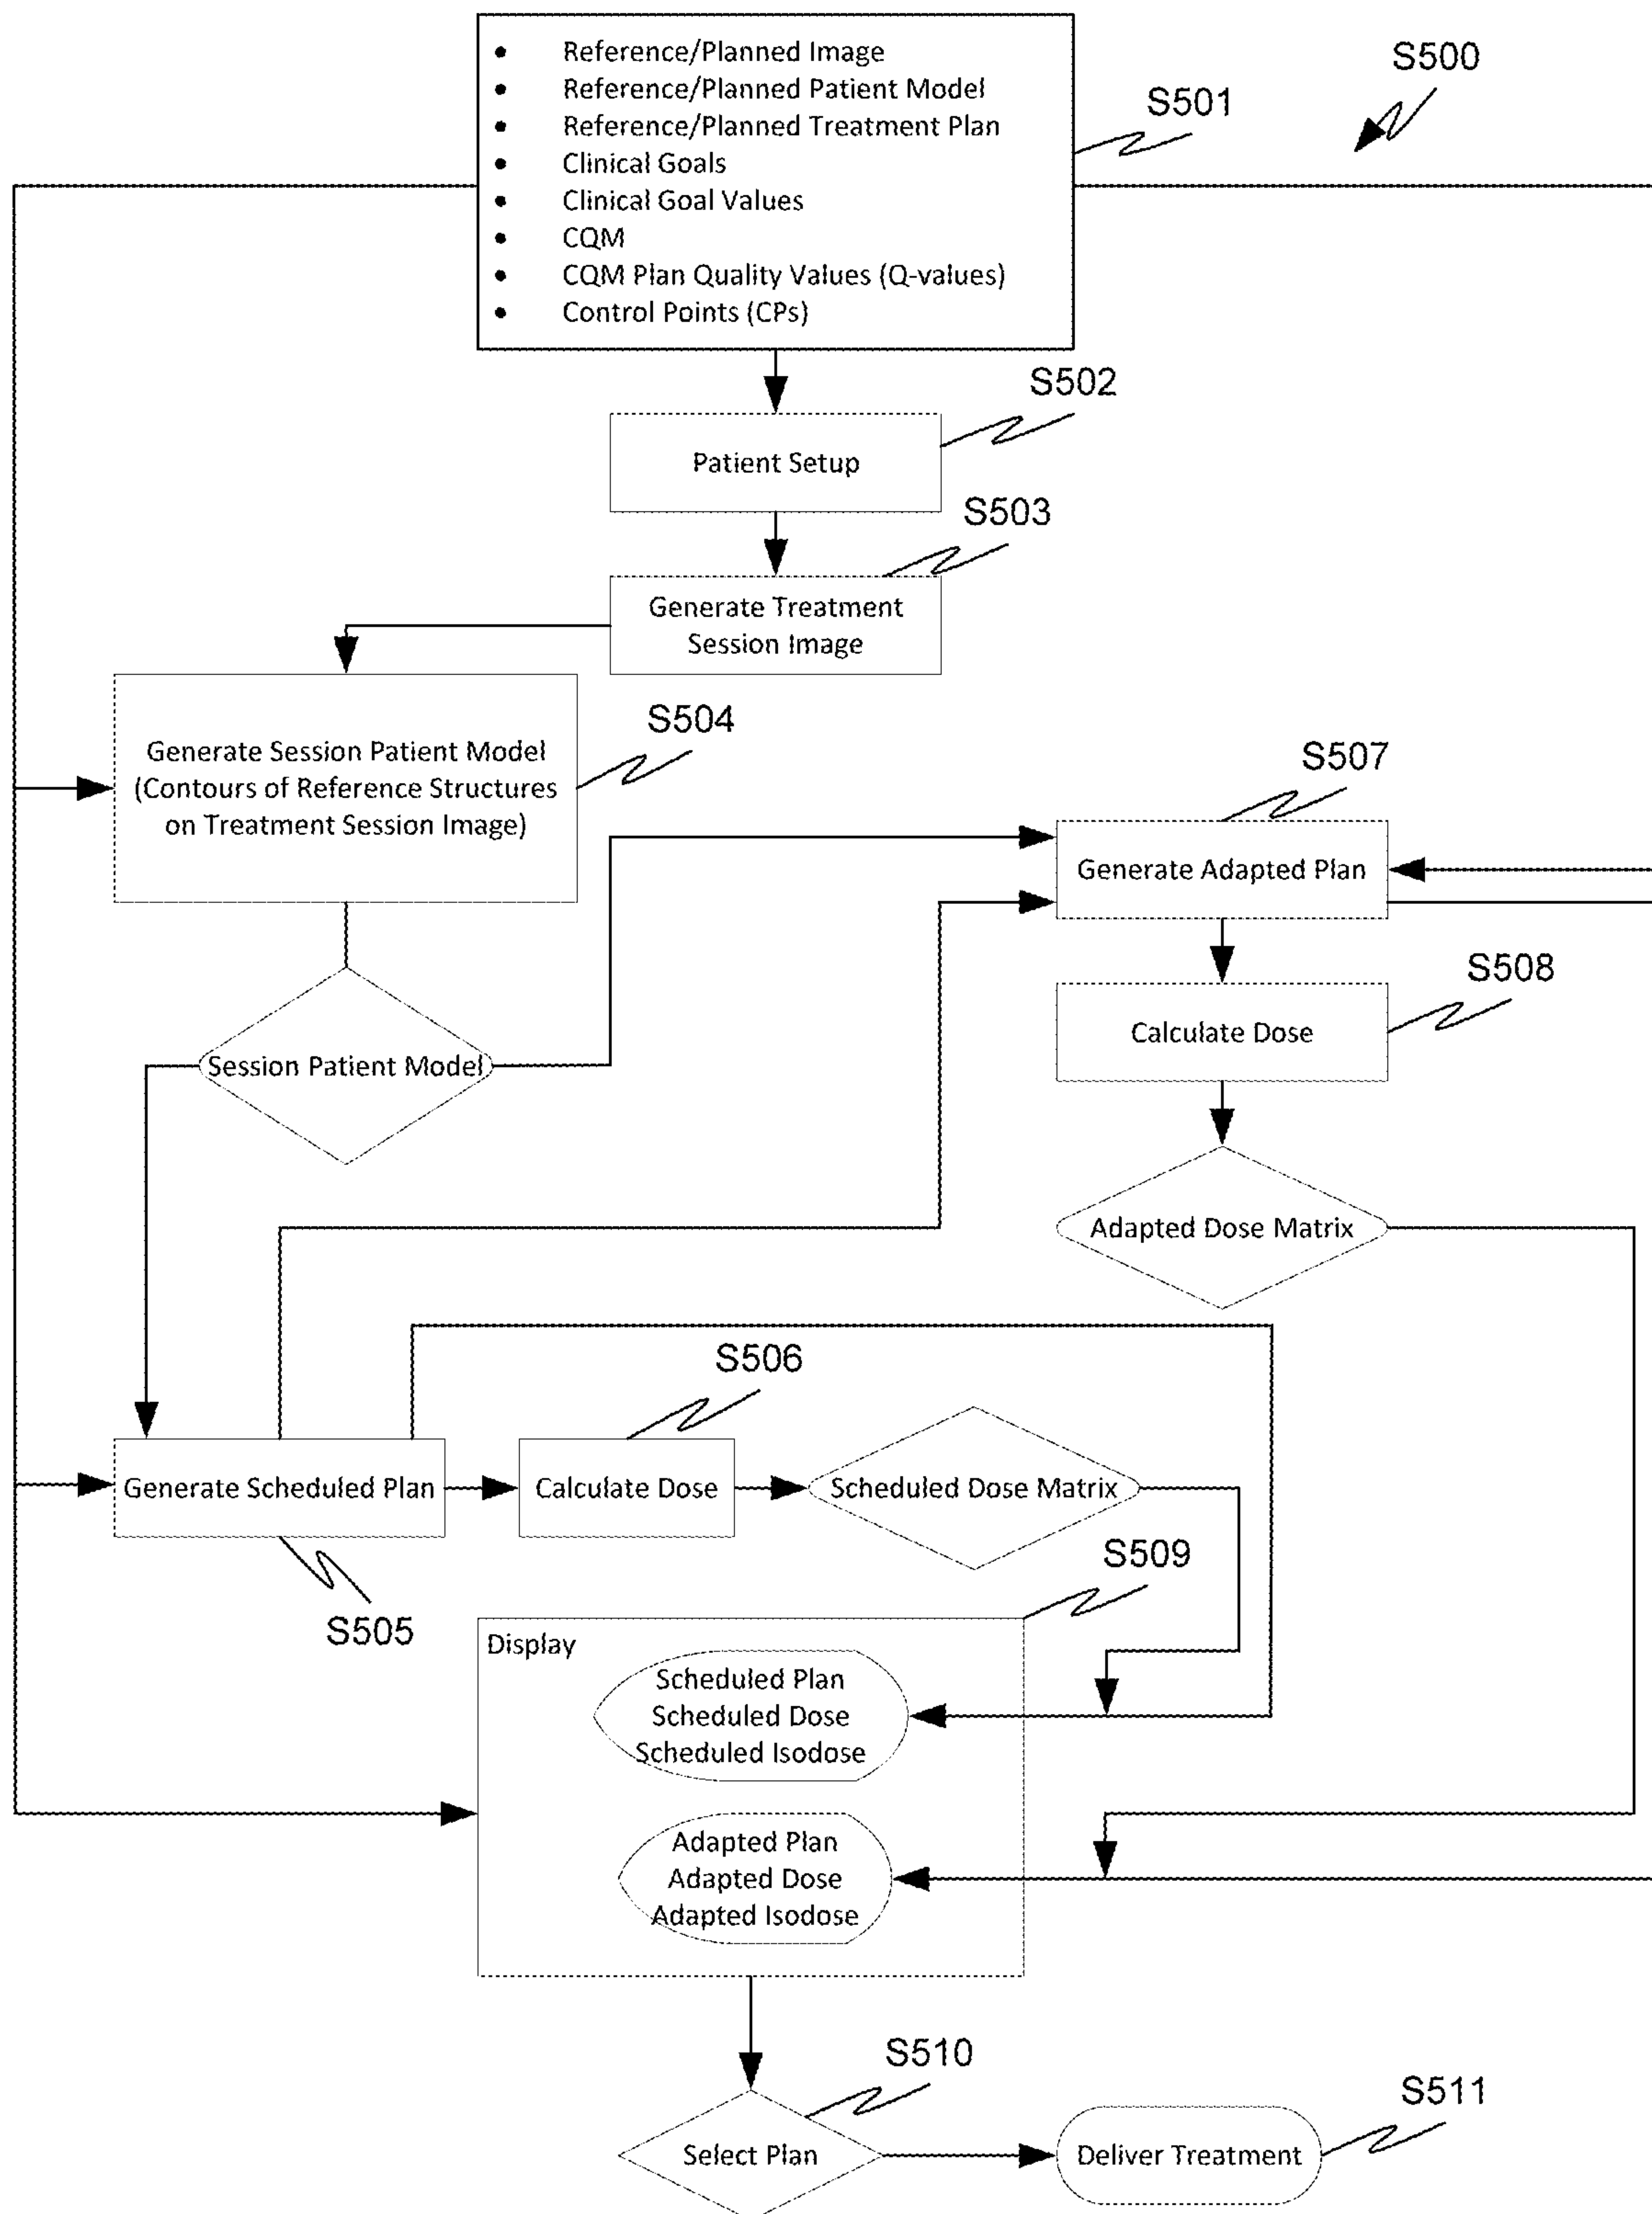 • Reference/Planned Image
• Reference/Planned Patient Model
• Reference/Planned Treatment Plan
• Clinical Goals
• Clinical Goal Values
• CQM
• CQM Plan Quality Values (Q-values)
• Control Points (CPs)
S500
S501
S502
Patient Setup
S503
Generate Treatment
Session Image
S504
Generate Session Patient Model
(Contours of Reference Structures
on Treatment Session Image)
S507
Generate Adapted Plan
S508
Calculate Dose
Session Patient Model
Adapted Dose Matrix
S506
Generate Scheduled Plan
Calculate Dose
Scheduled Dose Matrix
S505
S509
Display
Scheduled Plan
Scheduled Dose
Scheduled Isodose
Adapted Plan
Adapted Dose
Adapted Isodose
S510
Select Plan
S511
Deliver Treatment